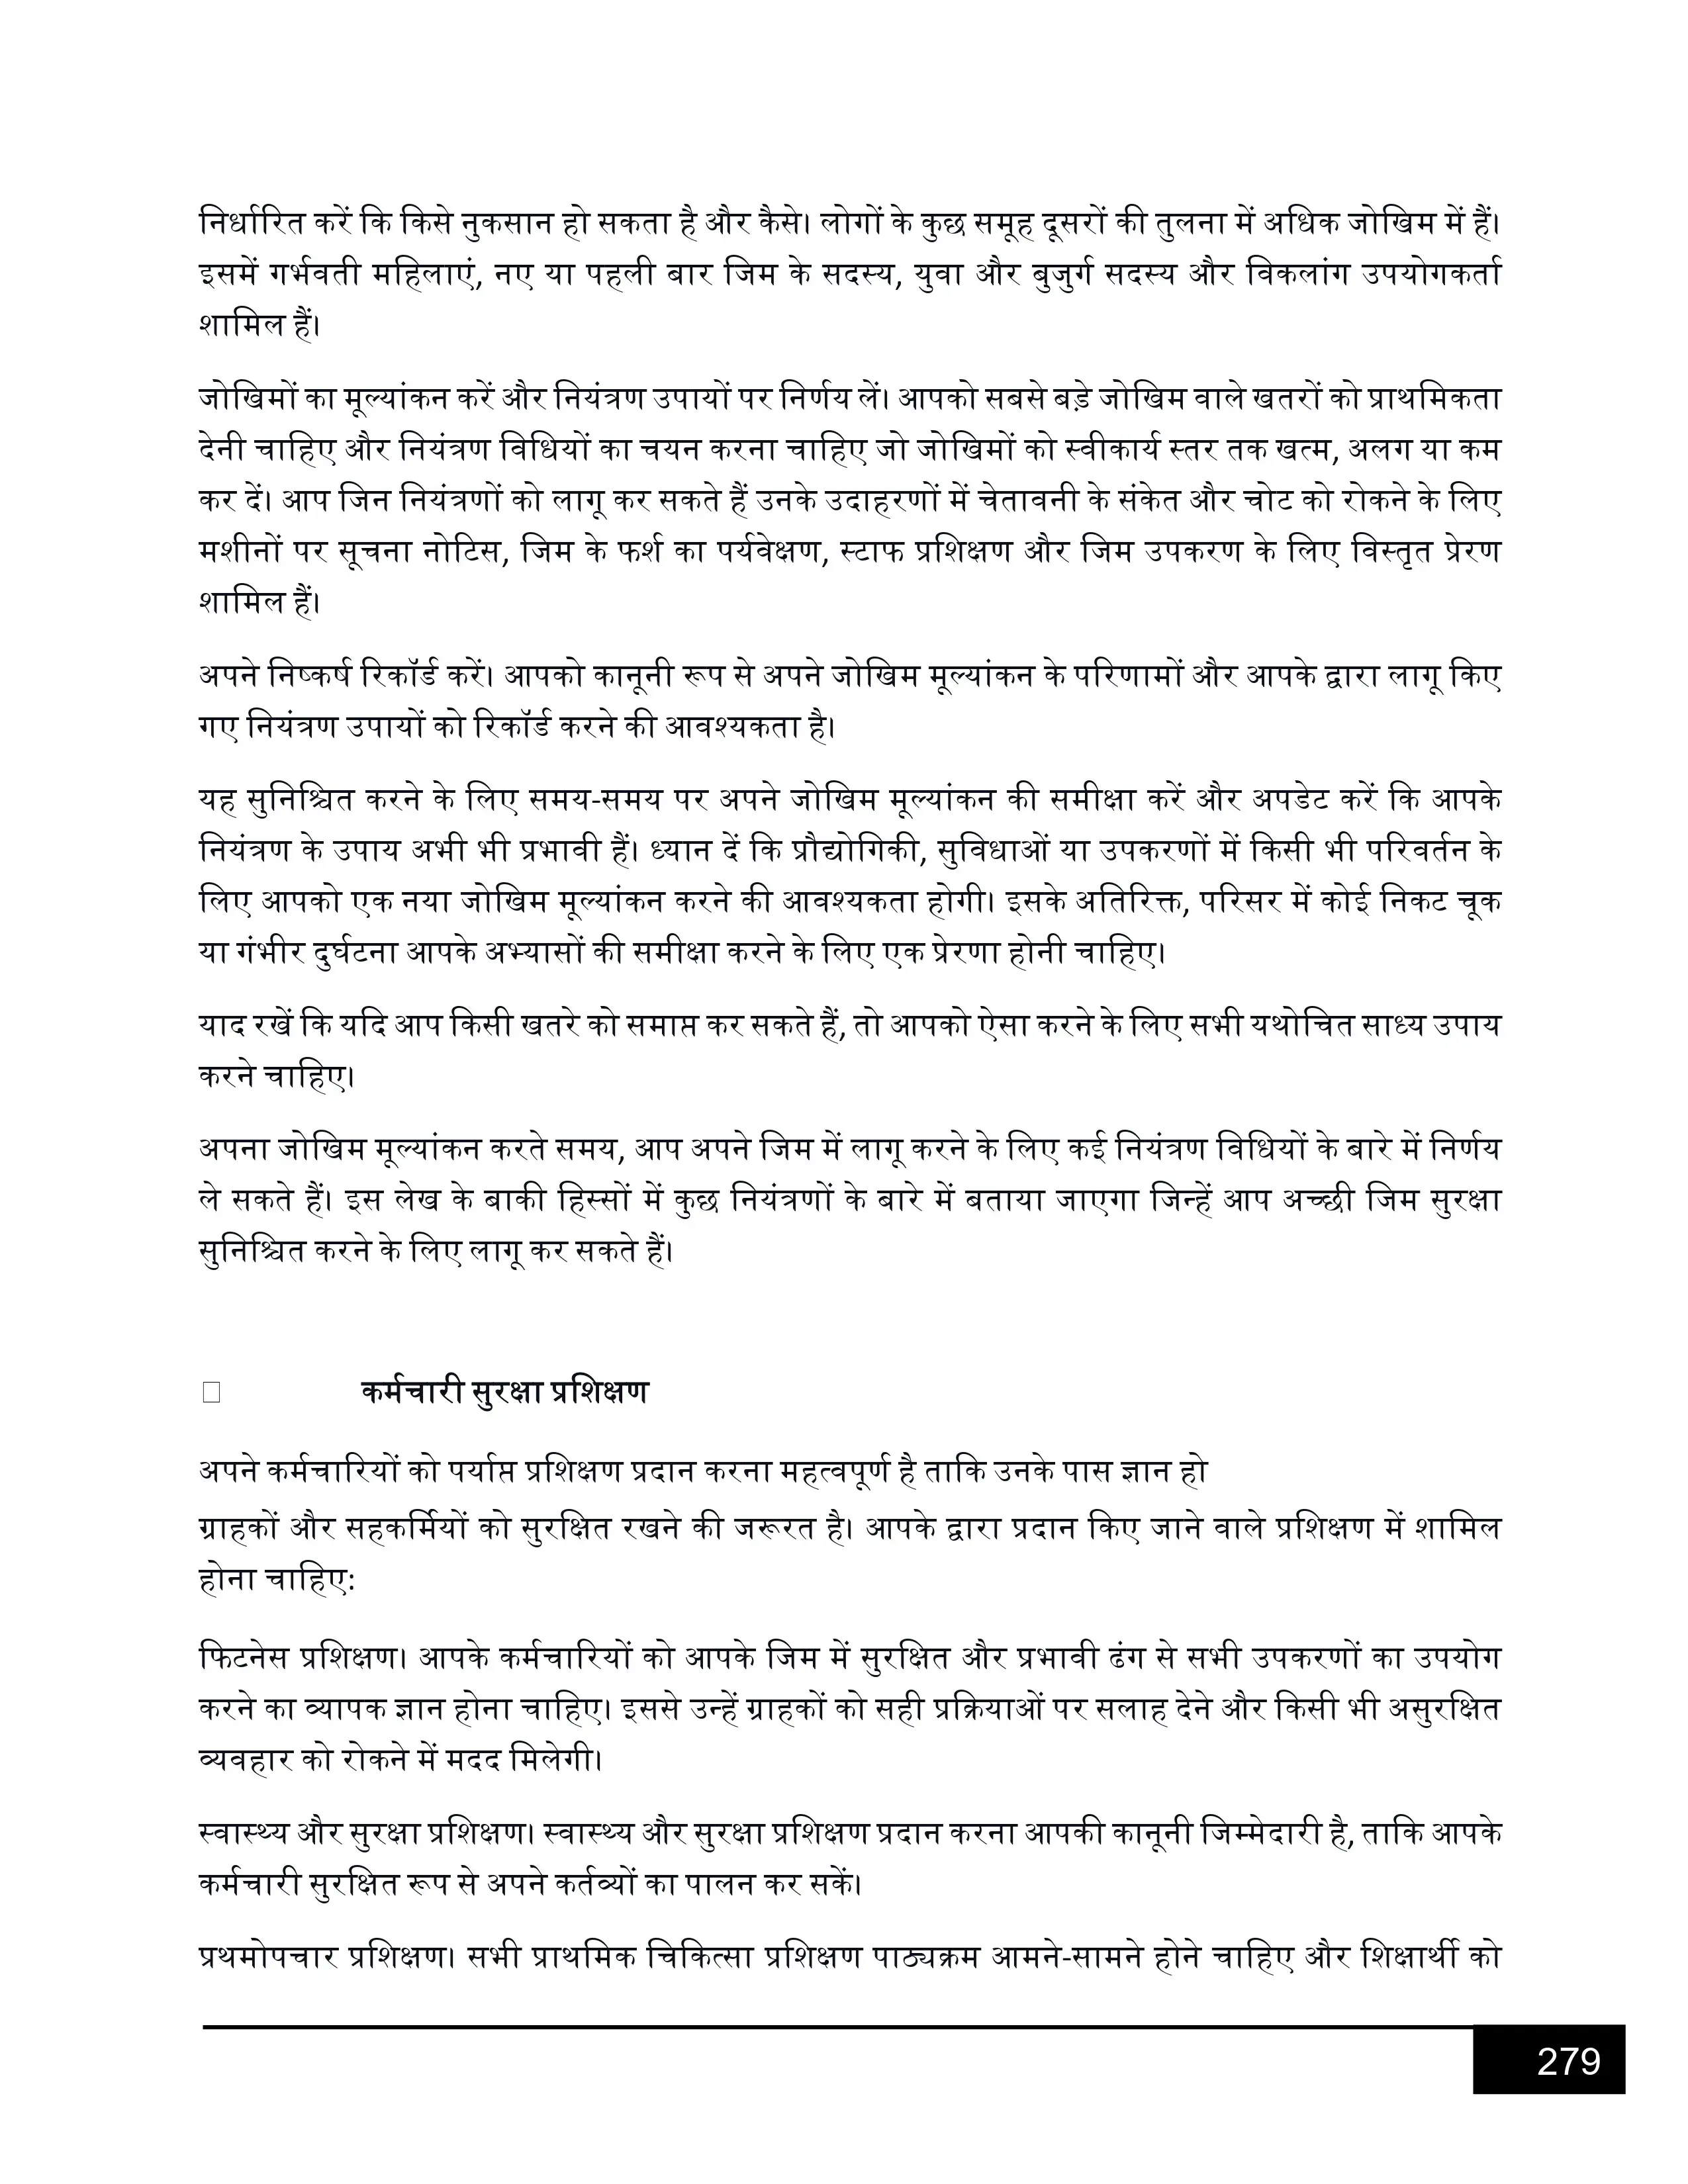 निर्धारित करें कि किसे नुकसान हो सकता है और कैसे। लोगों के कुछ समूह दूसरों की तुलना में अधिक जोखिम में हैं।
इसमें गर्भवती महिलाएं, नए या पहली बार जिम के सदस्य, युवा और बुजुर्ग सदस्य और विकलांग उपयोगकर्ता
शामिल हैं।
जोखिमों का मूल्यांकन करें और नियंत्रण उपायों पर निर्णय लें। आपको सबसे बड़े जोखिम वाले खतरों को प्राथमिकता
देनी चाहिए और नियंत्रण विधियों का चयन करना चाहिए जो जोखिमों को स्वीकार्य स्तर तक खत्म, अलग या कम
कर दें। आप जिन नियंत्रणों को लागू कर सकते हैं उनके उदाहरणों में चेतावनी के संकेत और चोट को रोकने के लिए
मशीनों पर सूचना नोटिस, जिम के फर्श का पर्यवेक्षण, स्टाफ प्रशिक्षण और जिम उपकरण के लिए विस्तृत प्रेरण
शामिल हैं।
अपने निष्कर्ष रिकॉर्ड करें। आपको कानूनी रूप से अपने जोखिम मूल्यांकन के परिणामों और आपके द्वारा लागू किए
गए नियंत्रण उपायों को रिकॉर्ड करने की आवश्यकता है।
यह सुनिश्चित करने के लिए समय-समय पर अपने जोखिम मूल्यांकन की समीक्षा करें और अपडेट करें कि आपके
नियंत्रण के उपाय अभी भी प्रभावी हैं। ध्यान दें कि प्रौद्योगिकी, सुविधाओं या उपकरणों में किसी भी परिवर्तन के
लिए आपको एक नया जोखिम मूल्यांकन करने की आवश्यकता होगी। इसके अतिरिक्त, परिसर में कोई निकट चूक
या गंभीर दुर्घटना आपके अभ्यासों की समीक्षा करने के लिए एक प्रेरणा होनी चाहिए।
याद रखें कि यदि आप किसी खतरे को समाप्त कर सकते हैं, तो आपको ऐसा करने के लिए सभी यथोचित साध्य उपाय
करने चाहिए।
अपना जोखिम मूल्यांकन करते समय, आप अपने जिम में लागू करने के लिए कई नियंत्रण विधियों के बारे में निर्णय
ले सकते हैं। इस लेख के बाकी हिस्सों में कुछ नियंत्रणों के बारे में बताया जाएगा जिन्हें आप अच्छी जिम सुरक्षा
सुनिश्चित करने के लिए लागू कर सकते हैं।
कर्मचारी सुरक्षा प्रशिक्षण
अपने कर्मचारियों को पर्याप्त प्रशिक्षण प्रदान करना महत्वपूर्ण है ताकि उनके पास ज्ञान हो
ग्राहकों और सहकर्मियों को सुरक्षित रखने की जरूरत है। आपके द्वारा प्रदान किए जाने वाले प्रशिक्षण में शामिल
होना चाहिए:
फिटनेस प्रशिक्षण। आपके कर्मचारियों को आपके जिम में सुरक्षित और प्रभावी ढंग से सभी उपकरणों का उपयोग
करने का व्यापक ज्ञान होना चाहिए। इससे उन्हें ग्राहकों को सही प्रक्रियाओं पर सलाह देने और किसी भी असुरक्षित
व्यवहार को रोकने में मदद मिलेगी।
स्वास्थ्य और सुरक्षा प्रशिक्षण। स्वास्थ्य और सुरक्षा प्रशिक्षण प्रदान करना आपकी कानूनी जिम्मेदारी है, ताकि आपके
कर्मचारी सुरक्षित रूप से अपने कर्तव्यों का पालन कर सकें।
प्रथमोपचार प्रशिक्षण। सभी प्राथमिक चिकित्सा प्रशिक्षण पाठ्यक्रम आमने-सामने होने चाहिए और शिक्षार्थी को
279